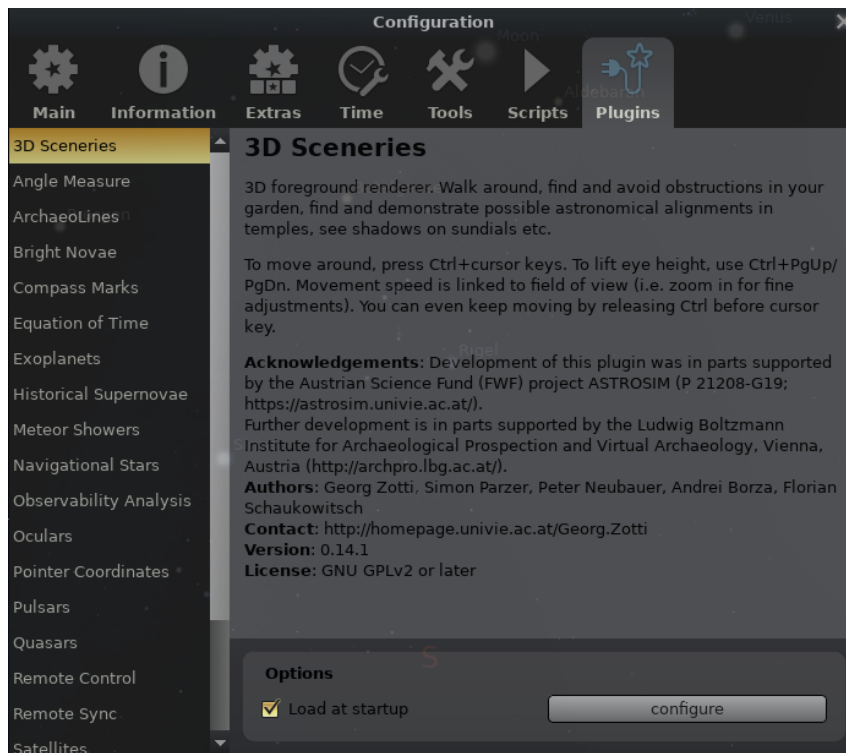 Configuration
Moon
Venus
Aldebaran
Main
Information
Extras
Time
Tools
Scripts
Plugins
3D Sceneries
Angle Measure
ArchaeoLines
Bright Novae
Compass Marks
Equation of Time
Exoplanets
Historical Supernovae
Meteor Showers
Navigational Stars
Observability Analysis
Oculars
Pointer Coordinates
Pulsars
Quasars
Remote Control
Remote Sync
Satellites
3D Sceneries
3D foreground renderer. Walk around, find and avoid obstructions in your
garden, find and demonstrate possible astronomical alignments in
temples, see shadows on sundials etc.
To move around, press Ctrl+cursor keys. To lift eye height, use Ctrl+PgUp/
PgDn. Movement speed is linked to field of view (i.e. zoom in for fine
adjustments). You can even keep moving by releasing Ctrl before cursor
key.
Rigel
Acknowledgements: Development of this plugin was in parts supported
by the Austrian Science Fund (FWF) project ASTROSIM (P 21208-G19;
https://astrosim.univie.ac.at/).
Further development is in parts supported by the Ludwig Boltzmann
Institute for Archaeological Prospection and Virtual Archaeology, Vienna,
Austria (http://archpro.lbg.ac.at/).
Authors: Georg Zotti, Simon Parzer, Peter Neubauer, Andrei Borza, Florian
Schaukowitsch
Contact: http://homepage.univie.ac.at/Georg.Zotti
Version: 0.14.1
License: GNU GPLv2 or later
S
Options
Load at startup
configure